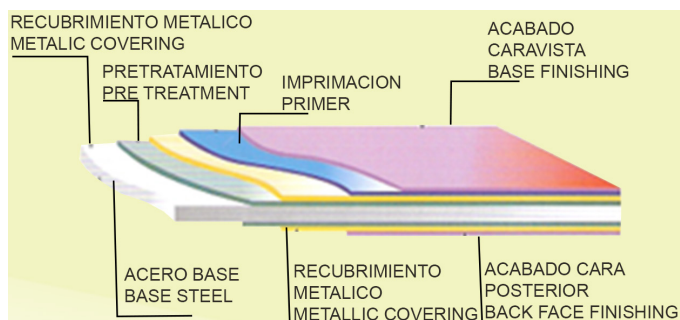 RECUBRIMIENTO METALICO
METALIC COVERING
PRETRATAMIENTO
PRE TREATMENT
IMPRIMACION
PRIMER
ACABADO
CARAVISTA
BASE FINISHING
ACERO BASE
BASE STEEL
RECUBRIMIENTO
METALICO
METALLIC COVERING
ACABADO CARA
POSTERIOR
BACK FACE FINISHING